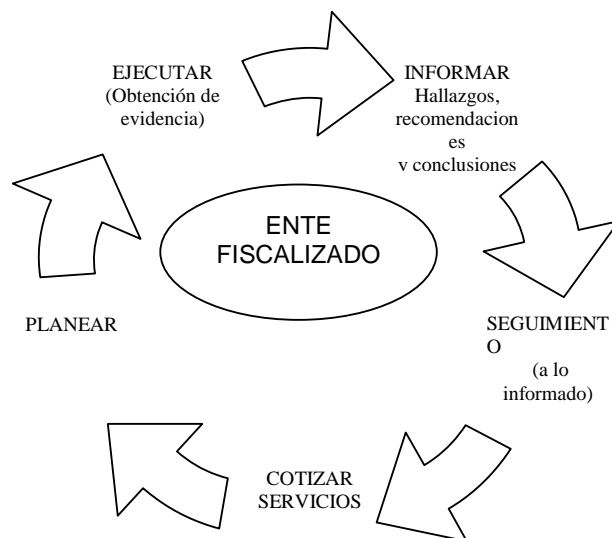 EJECUTAR
(Obtención de
evidencia)
INFORMAR
Hallazgos,
recomendacion
es
v conclusiones
ENTE
FISCALIZADO
PLANEAR
SEGUIMIENT
O
(a lo
informado)
COTIZAR
SERVICIOS